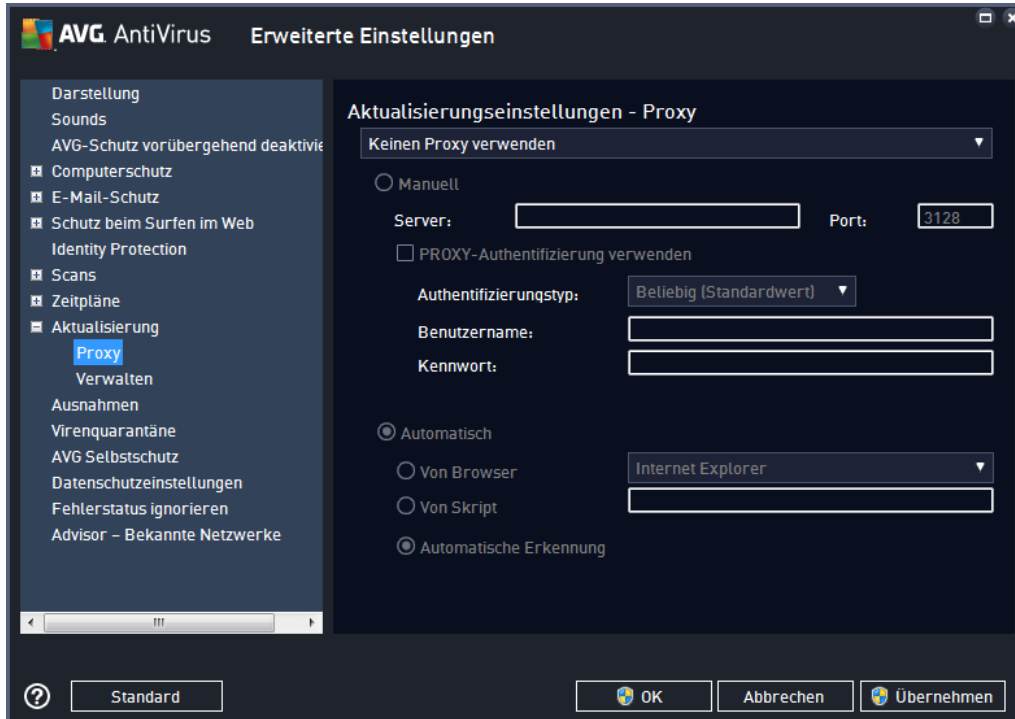 AVG AntiVirus Erweiterte Einstellungen
Darstellung
Sounds
AVG-Schutz vorübergehend deaktivie
Computerschutz
E-Mail-Schutz
Schutz beim Surfen im Web
Identity Protection
Scans
Zeitpläne
Aktualisierung
Proxy
Verwalten
Ausnahmen
Virenquarantäne
AVG Selbstschutz
Datenschutzeinstellungen
Fehlerstatus ignorieren
Advisor – Bekannte Netzwerke
Aktualisierungseinstellungen - Proxy
Keinen Proxy verwenden
Manuell
Server: Port: 3128
PROXY-Authentifizierung verwenden
Authentifizierungstyp: Beliebig (Standardwert)
Benutzername:
Kennwort:
Automatisch
Von Browser Internet Explorer
Von Skript
Automatische Erkennung
? Standard OK Abbrechen Übernehmen